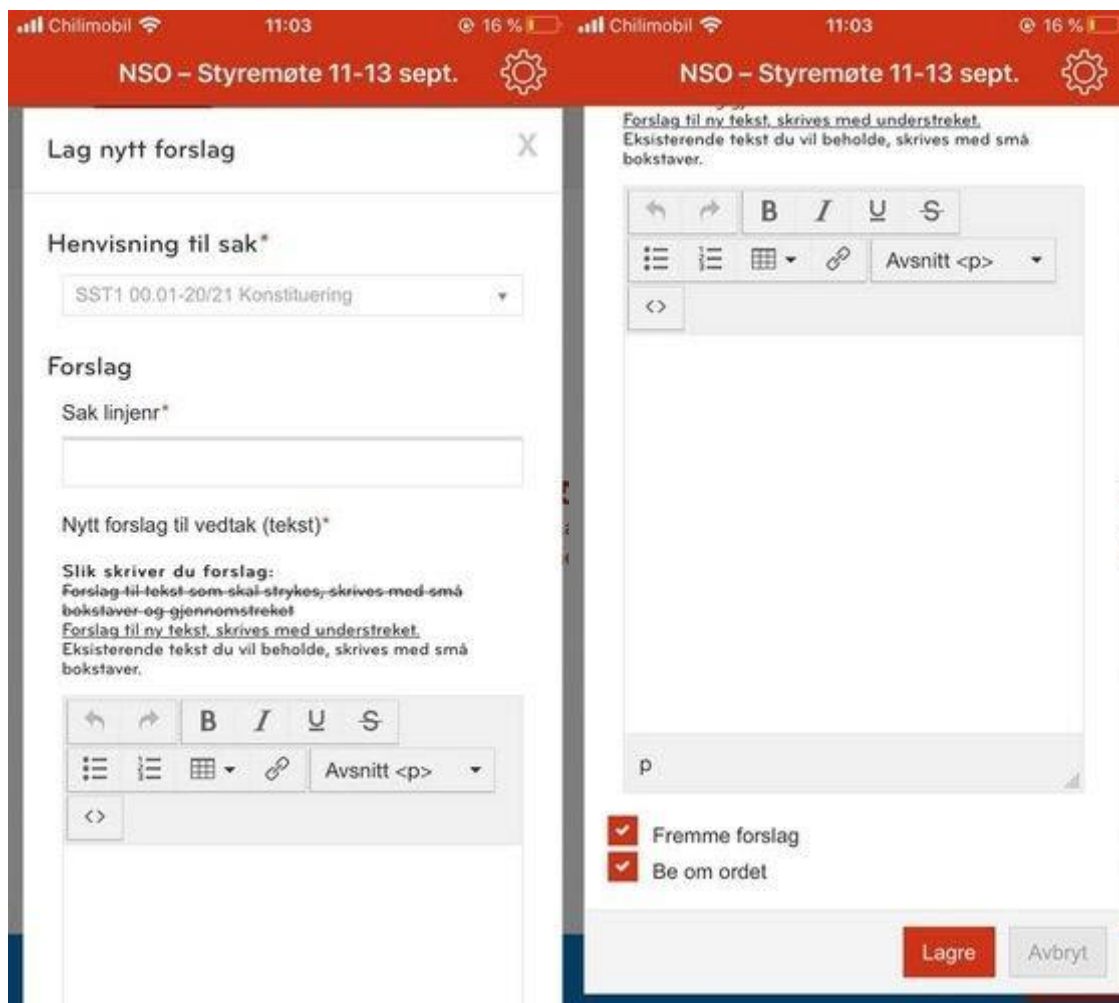 Chilimobil 11:03 16 %
NSO – Styremøte 11-13 sept.
Lag nytt forslag X
Henvisning til sak*
SST1 00.01-20/21 Konstituering
Forslag
Sak linjenr*
Nytt forslag til vedtak (tekst)*
Slik skriver du forslag:
Forslag til tekst som skal strykes, skrives med små
bokstaver og gjennomstreket
Forslag til ny tekst, skrives med understreket.
Eksisterende tekst du vil beholde, skrives med små
bokstaver.
B I U S
Avsnitt <p>
<>
Chilimobil 11:03 16 %
NSO – Styremøte 11-13 sept.
Forslag til ny tekst, skrives med understreket.
Eksisterende tekst du vil beholde, skrives med små
bokstaver.
B I U S
Avsnitt <p>
<>
p
Fremme forslag
Be om ordet
Lagre Avbryt